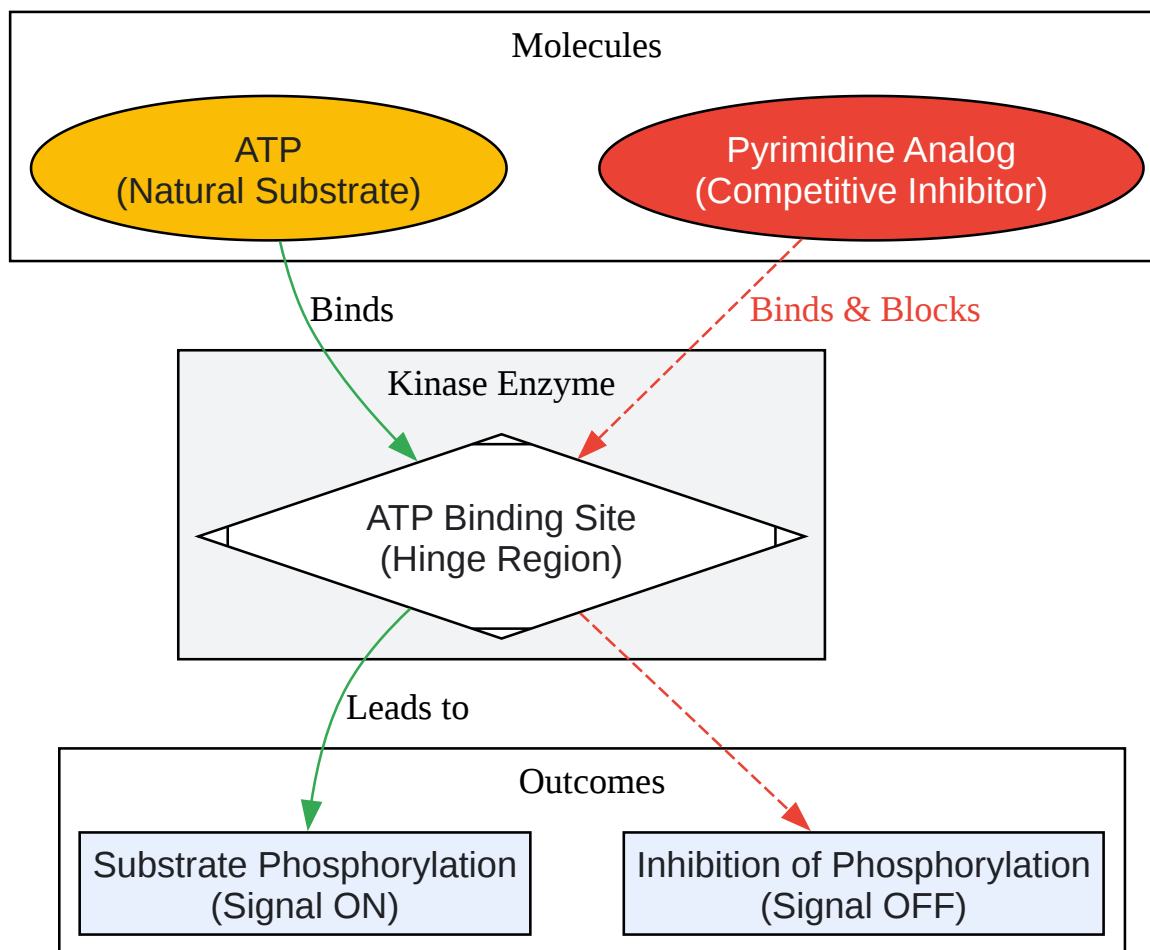 Molecules
ATP
(Natural Substrate)
Pyrimidine Analog
(Competitive Inhibitor)
Binds
Binds & Blocks
Kinase Enzyme
ATP Binding Site
(Hinge Region)
Leads to
Outcomes
Substrate Phosphorylation
(Signal ON)
Inhibition of Phosphorylation
(Signal OFF)